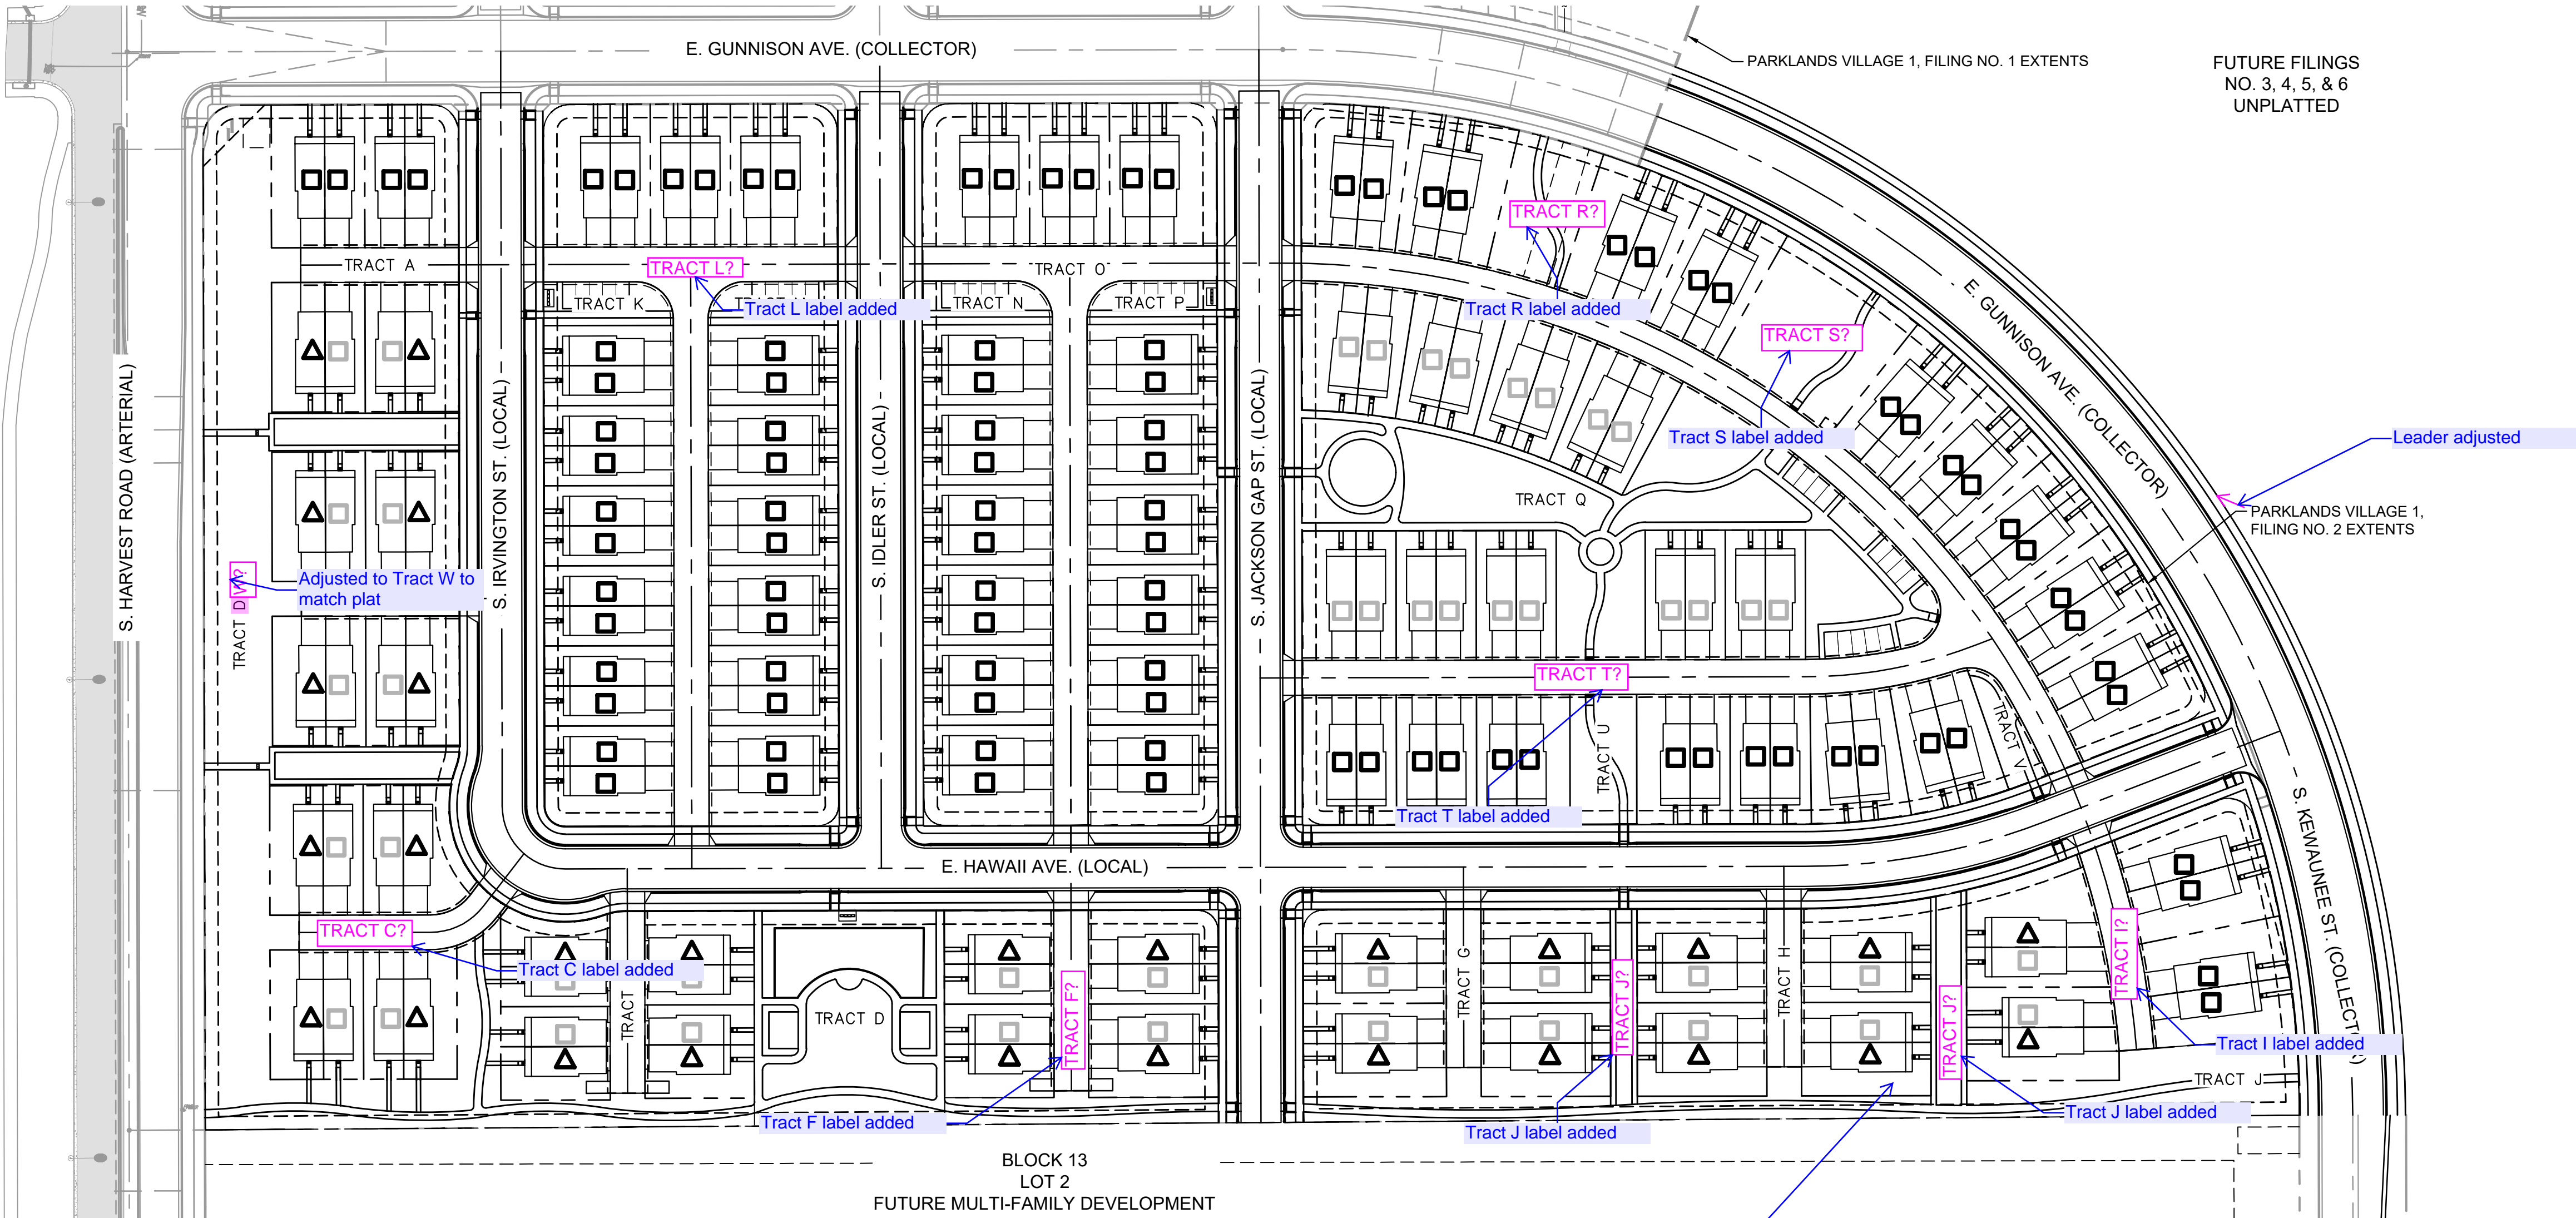 E. GUNNISON AVE. (COLLECTOR)
PARKLANDS VILLAGE 1, FILING NO. 1 EXTENTS
FUTURE FILINGS
NO. 3, 4, 5, & 6
UNPLATTED
TRACT R?
TRACT A
TRACT L?
TRACT O
TRACT K
Tract L label added
TRACT N
TRACT P
Tract R label added
TRACT S?
E. GUNNISON AVE. (COLLECTOR)
S. HARVEST ROAD (ARTERIAL)
S. IRVINGTON ST. (LOCAL)
S. IDLER ST. (LOCAL)
S. JACKSON GAP ST. (LOCAL)
Tract S label added
Leader adjusted
TRACT Q
PARKLANDS VILLAGE 1,
FILING NO. 2 EXTENTS
TRACT D W?
Adjusted to Tract W to
match plat
TRACT T?
TRACT U
TRACT V
Tract T label added
S. KEWAUNEE ST. (COLLECTOR)
E. HAWAII AVE. (LOCAL)
TRACT C?
Tract C label added
TRACT
TRACT D
TRACT F?
TRACT G
TRACT J?
TRACT H
TRACT J?
TRACT I?
Tract I label added
TRACT J
Tract F label added
Tract J label added
Tract J label added
BLOCK 13
LOT 2
FUTURE MULTI-FAMILY DEVELOPMENT